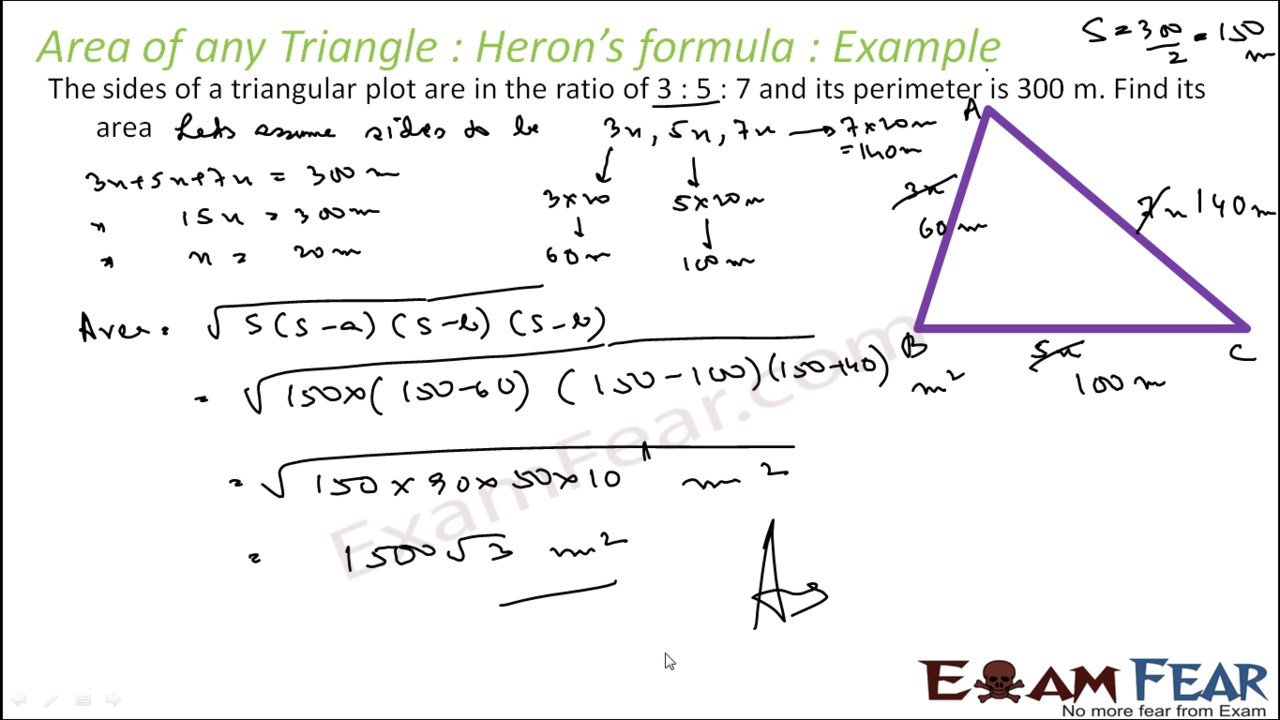 Area of any Triangle : Heron's formula : Example
S = 300/2 = 150 m
The sides of a triangular plot are in the ratio of 3 : 5 : 7 and its perimeter is 300 m. Find its
area Lets assume sides to be 3x, 5x, 7x → 7×20m
= 140m
3x+5x+7x = 300m
3×20 5×20m
15x = 300m
x = 20m
60m 100m
A
3x
60m
7x 140m
B
C
5x
100m
Area = √S(S-a)(S-b)(S-b)
= √150×(150-60) (150-100)(150-140) m²
= √150×90×50×10 m²
= 1500√3 m²
As
ExamFear.com
EXAM FEAR
No more fear from Exam